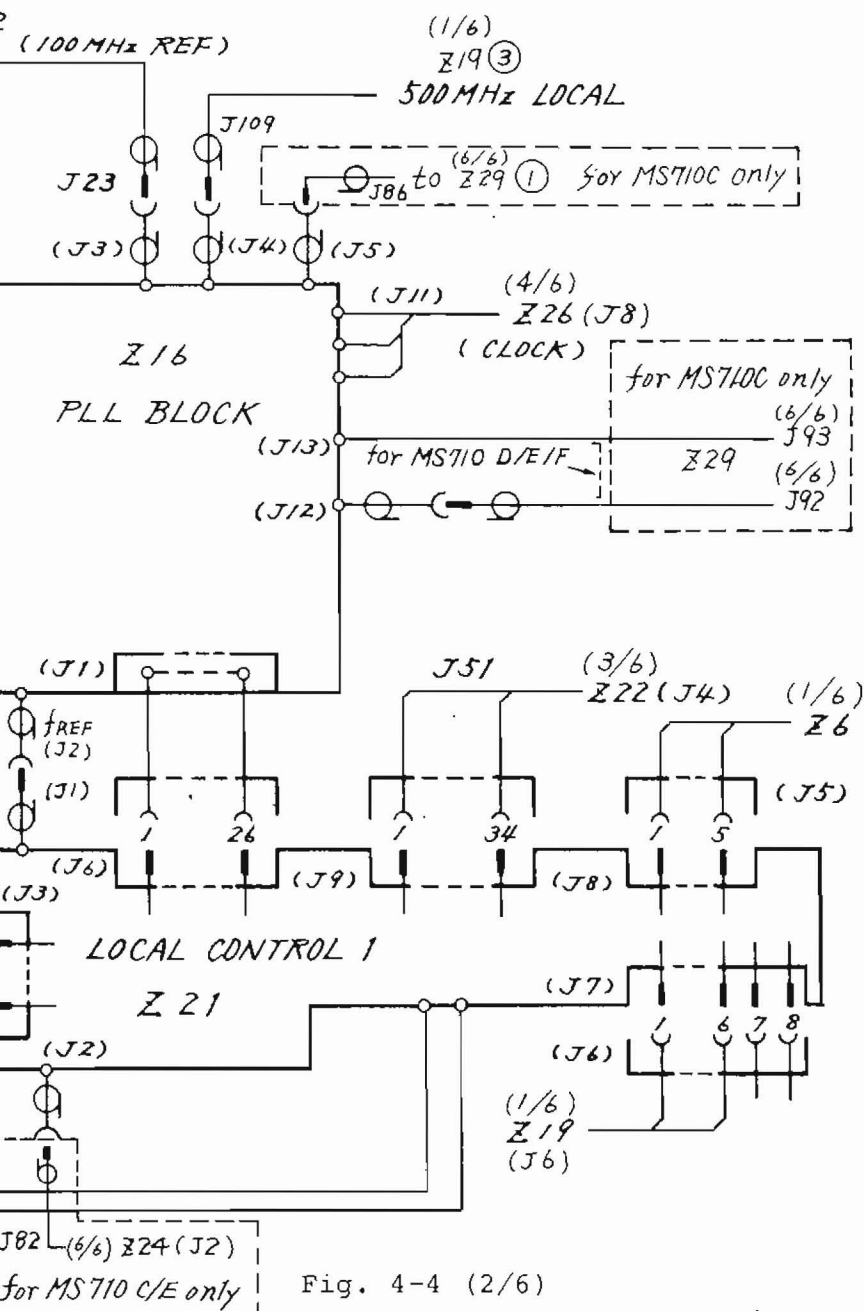 (100 MHz REF)
(1/6)
Z19 ③
500 MHz LOCAL
J109
J23
J86 to (6/6) Z29 ① for MS710C only
(J3) (J4) (J5)
(J11)
(4/6)
Z26 (J8)
(CLOCK)
Z16
PLL BLOCK
for MS710C only
(J13)
(6/6)
J93
for MS710 D/E/F
Z29
(6/6)
J92
(J12)
(J1)
J51
(3/6)
Z22 (J4)
(1/6)
Z6
fREF
(J2)
(J1)
(J5)
1 26
1 34
1 5
(J6) (J9) (J8)
(J3)
LOCAL CONTROL 1
Z 21
(J7)
1 6 7 8
(J2)
(J6)
(1/6)
Z19
(J6)
J82 (6/6) Z24 (J2)
for MS710 C/E only
Fig. 4-4 (2/6)